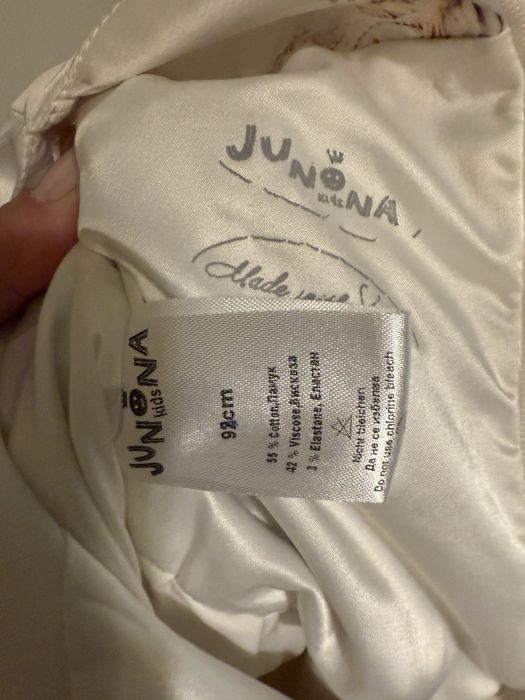 JUNONA
kids
Made
JUNONA
kids
92cm
55 % Cotton, Памук
42 % Viscose, Вискоза
3 % Elastane, Еластан
Nicht bleichen
Да не се избелва
Do not use chlorine bleach